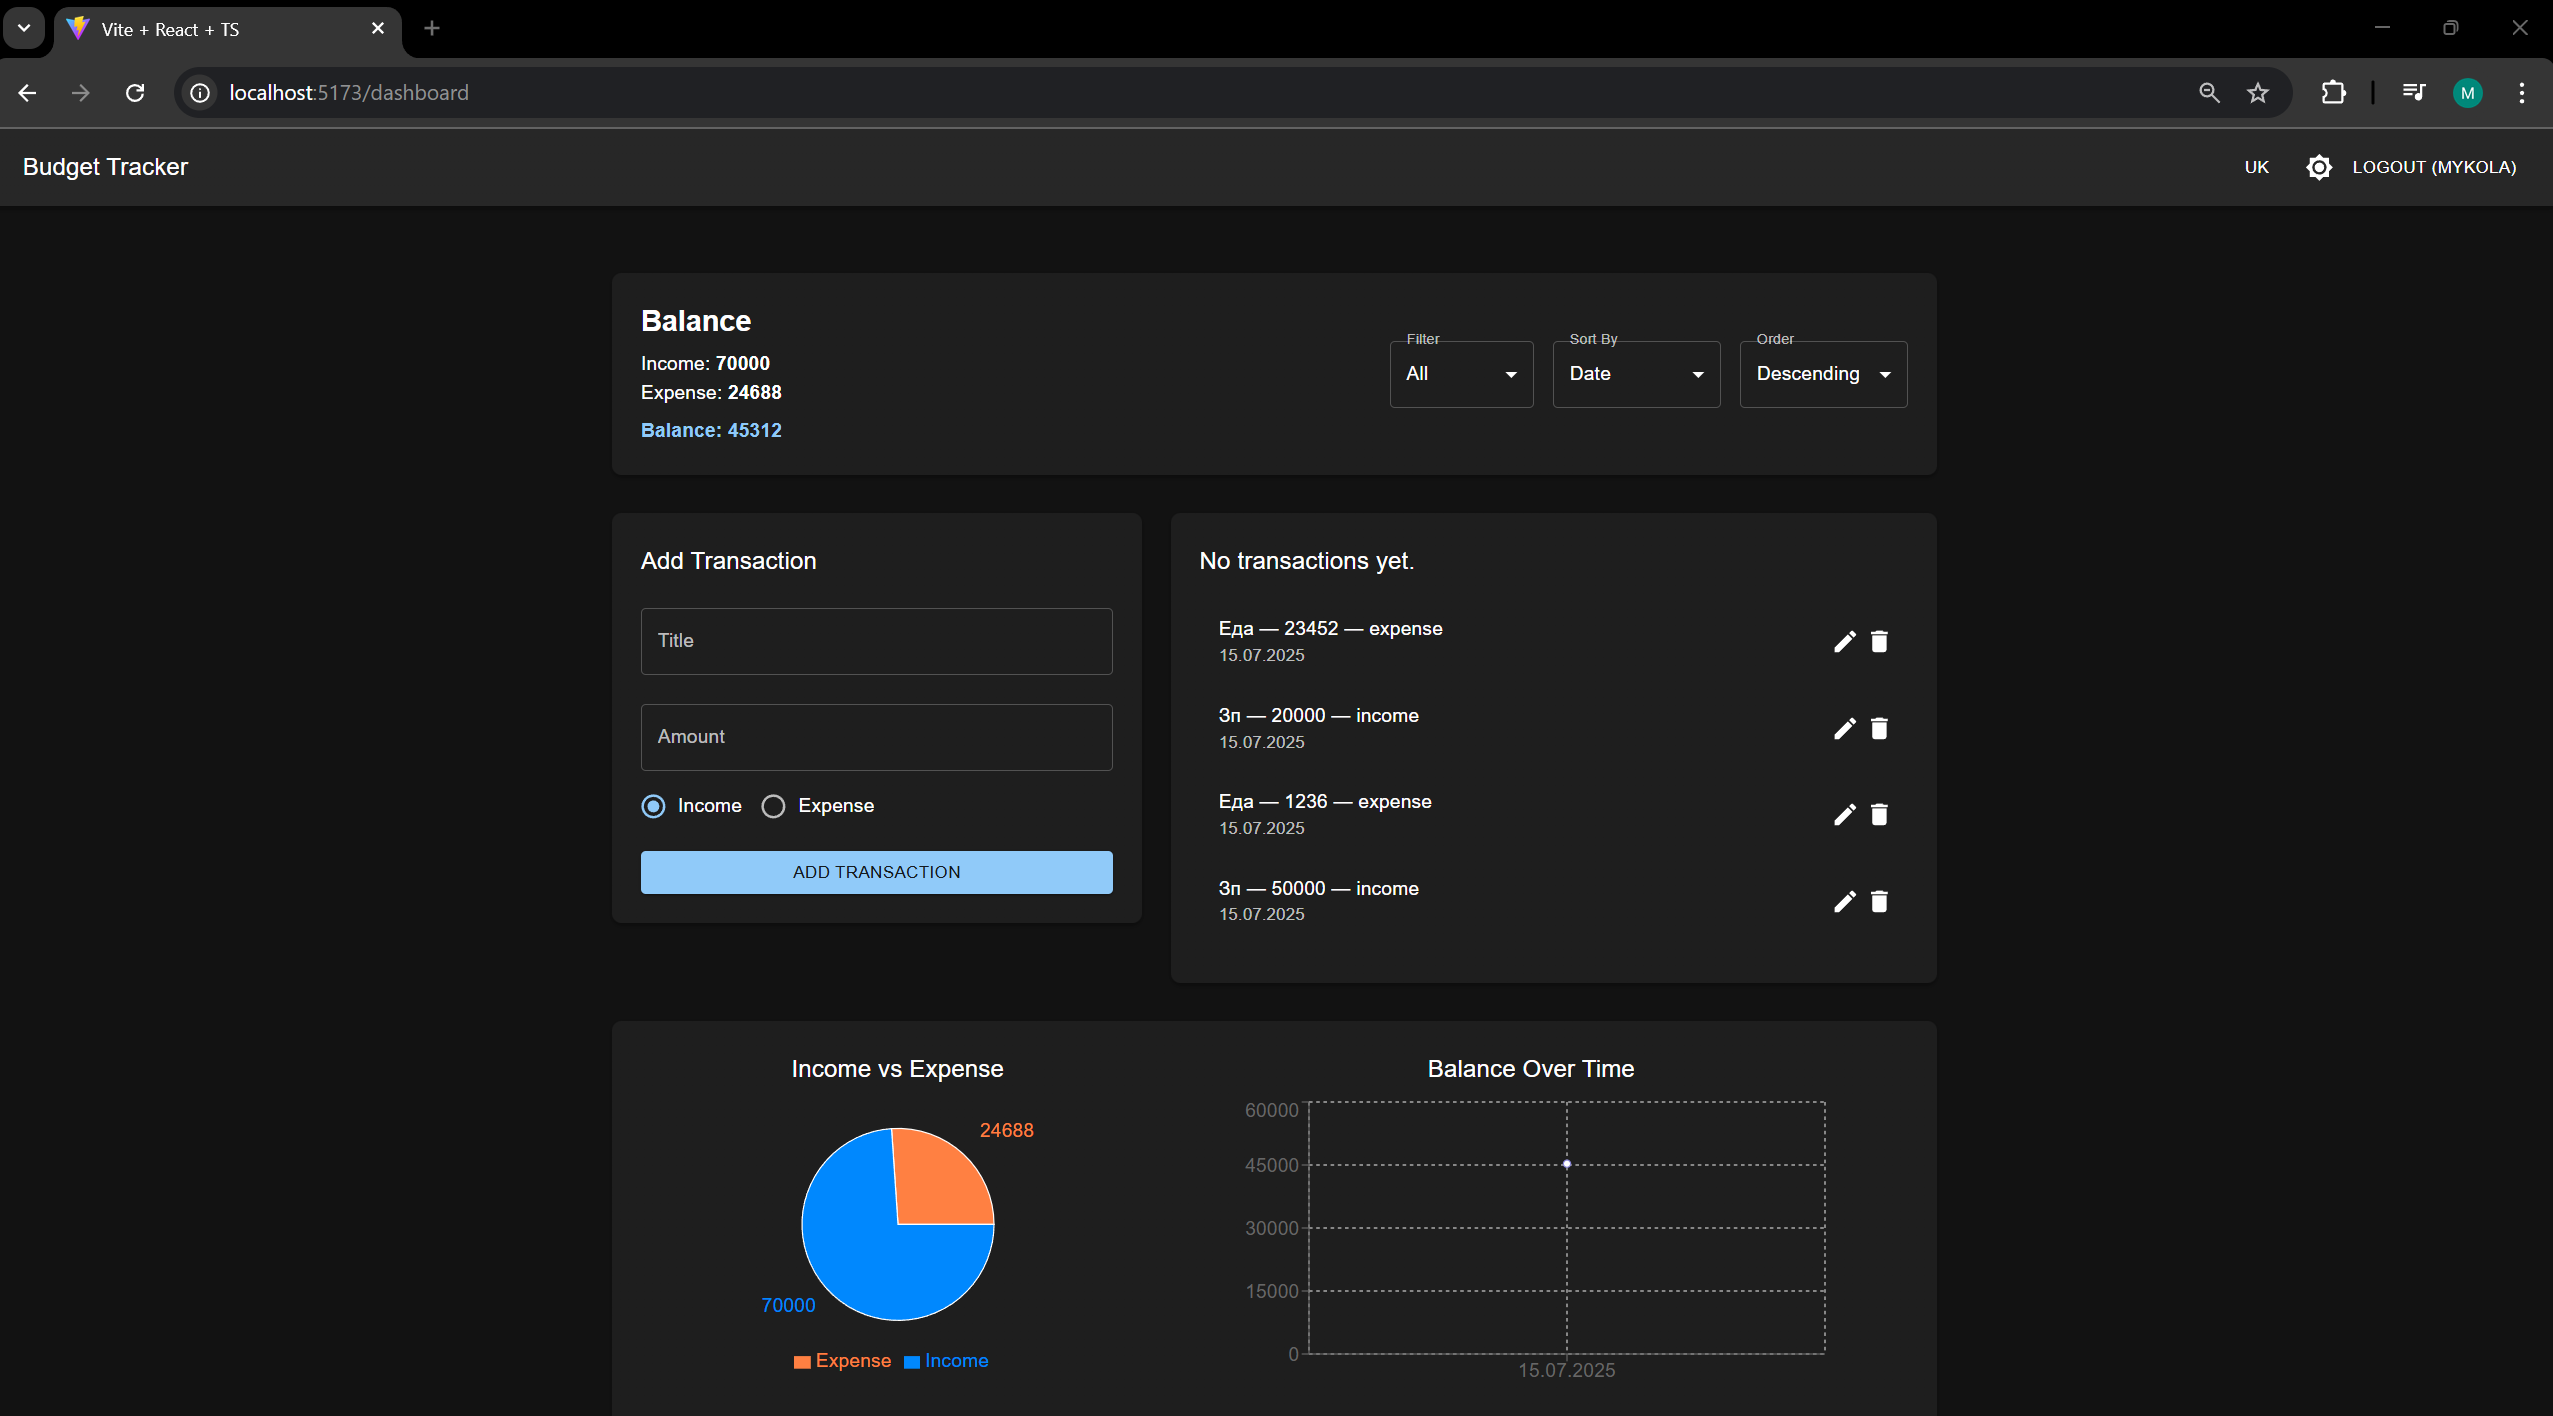 Vite + React + TS
localhost:5173/dashboard
M
Budget Tracker
UK
LOGOUT (MYKOLA)
Balance
Income: 70000
Expense: 24688
Balance: 45312
Filter
All
Sort By
Date
Order
Descending
Add Transaction
Title
Amount
Income
Expense
ADD TRANSACTION
No transactions yet.
Еда — 23452 — expense
15.07.2025
Зп — 20000 — income
15.07.2025
Еда — 1236 — expense
15.07.2025
Зп — 50000 — income
15.07.2025
Income vs Expense
24688
70000
Expense
Income
Balance Over Time
60000
45000
30000
15000
0
15.07.2025